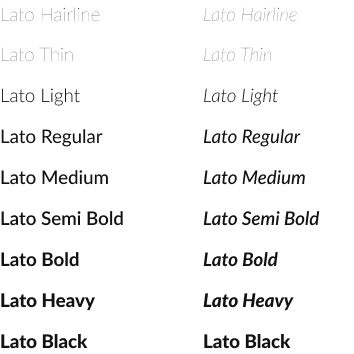 Lato Hairline Lato Hairline
Lato Thin Lato Thin
Lato Light Lato Light
Lato Regular Lato Regular
Lato Medium Lato Medium
Lato Semi Bold Lato Semi Bold
Lato Bold Lato Bold
Lato Heavy Lato Heavy
Lato Black Lato Black